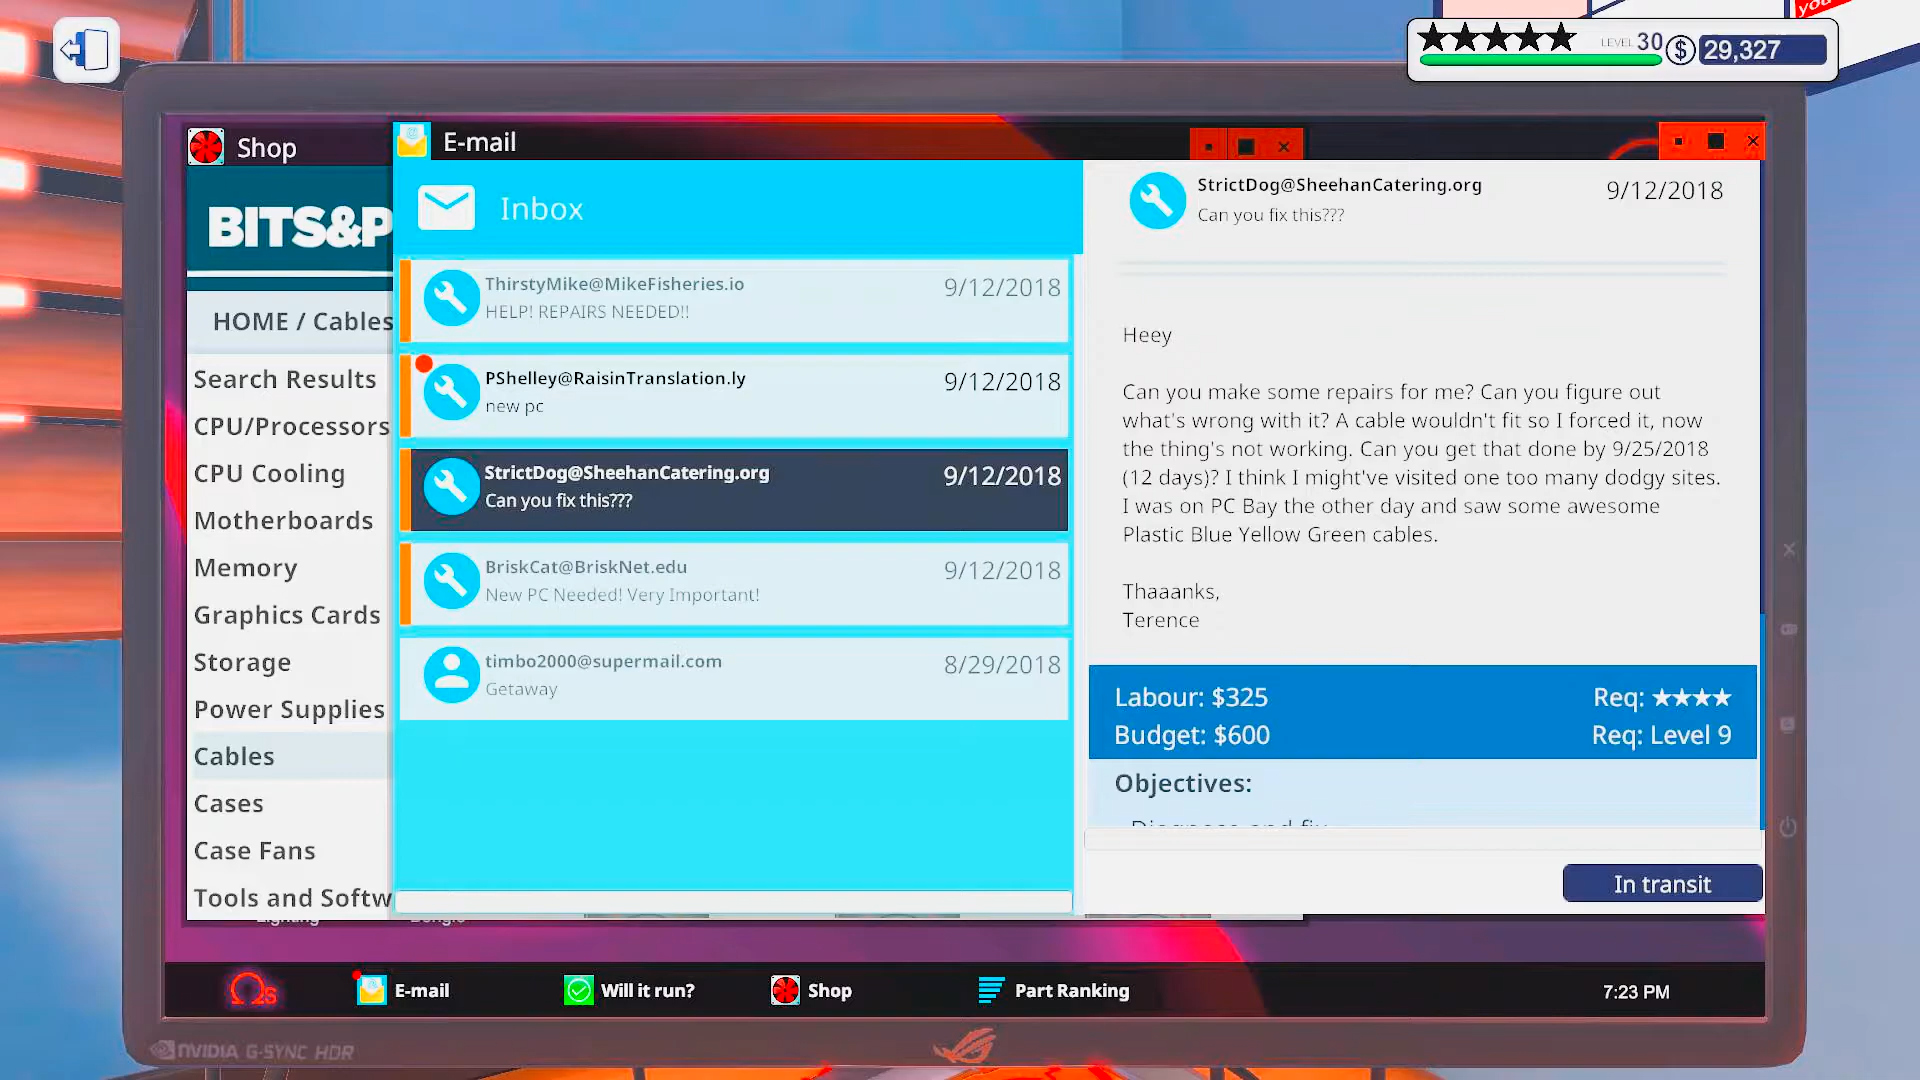 you
★★★★★ LEVEL 30 $ 29,327
Shop
E-mail
BITS&P
Inbox
HOME / Cables
Search Results
CPU/Processors
CPU Cooling
Motherboards
Memory
Graphics Cards
Storage
Power Supplies
Cables
Cases
Case Fans
Tools and Softw
Lighting
ThirstyMike@MikeFisheries.io 9/12/2018
HELP! REPAIRS NEEDED!!
PShelley@RaisinTranslation.ly 9/12/2018
new pc
StrictDog@SheehanCatering.org 9/12/2018
Can you fix this???
BriskCat@BriskNet.edu 9/12/2018
New PC Needed! Very Important!
timbo2000@supermail.com 8/29/2018
Getaway
StrictDog@SheehanCatering.org 9/12/2018
Can you fix this???
Heey
Can you make some repairs for me? Can you figure out
what's wrong with it? A cable wouldn't fit so I forced it, now
the thing's not working. Can you get that done by 9/25/2018
(12 days)? I think I might've visited one too many dodgy sites.
I was on PC Bay the other day and saw some awesome
Plastic Blue Yellow Green cables.
Thaaanks,
Terence
Labour: $325 Req: ★★★★
Budget: $600 Req: Level 9
Objectives:
Diagnose and fix
In transit
Ωs
E-mail
Will it run?
Shop
Part Ranking
7:23 PM
NVIDIA G-SYNC HDR